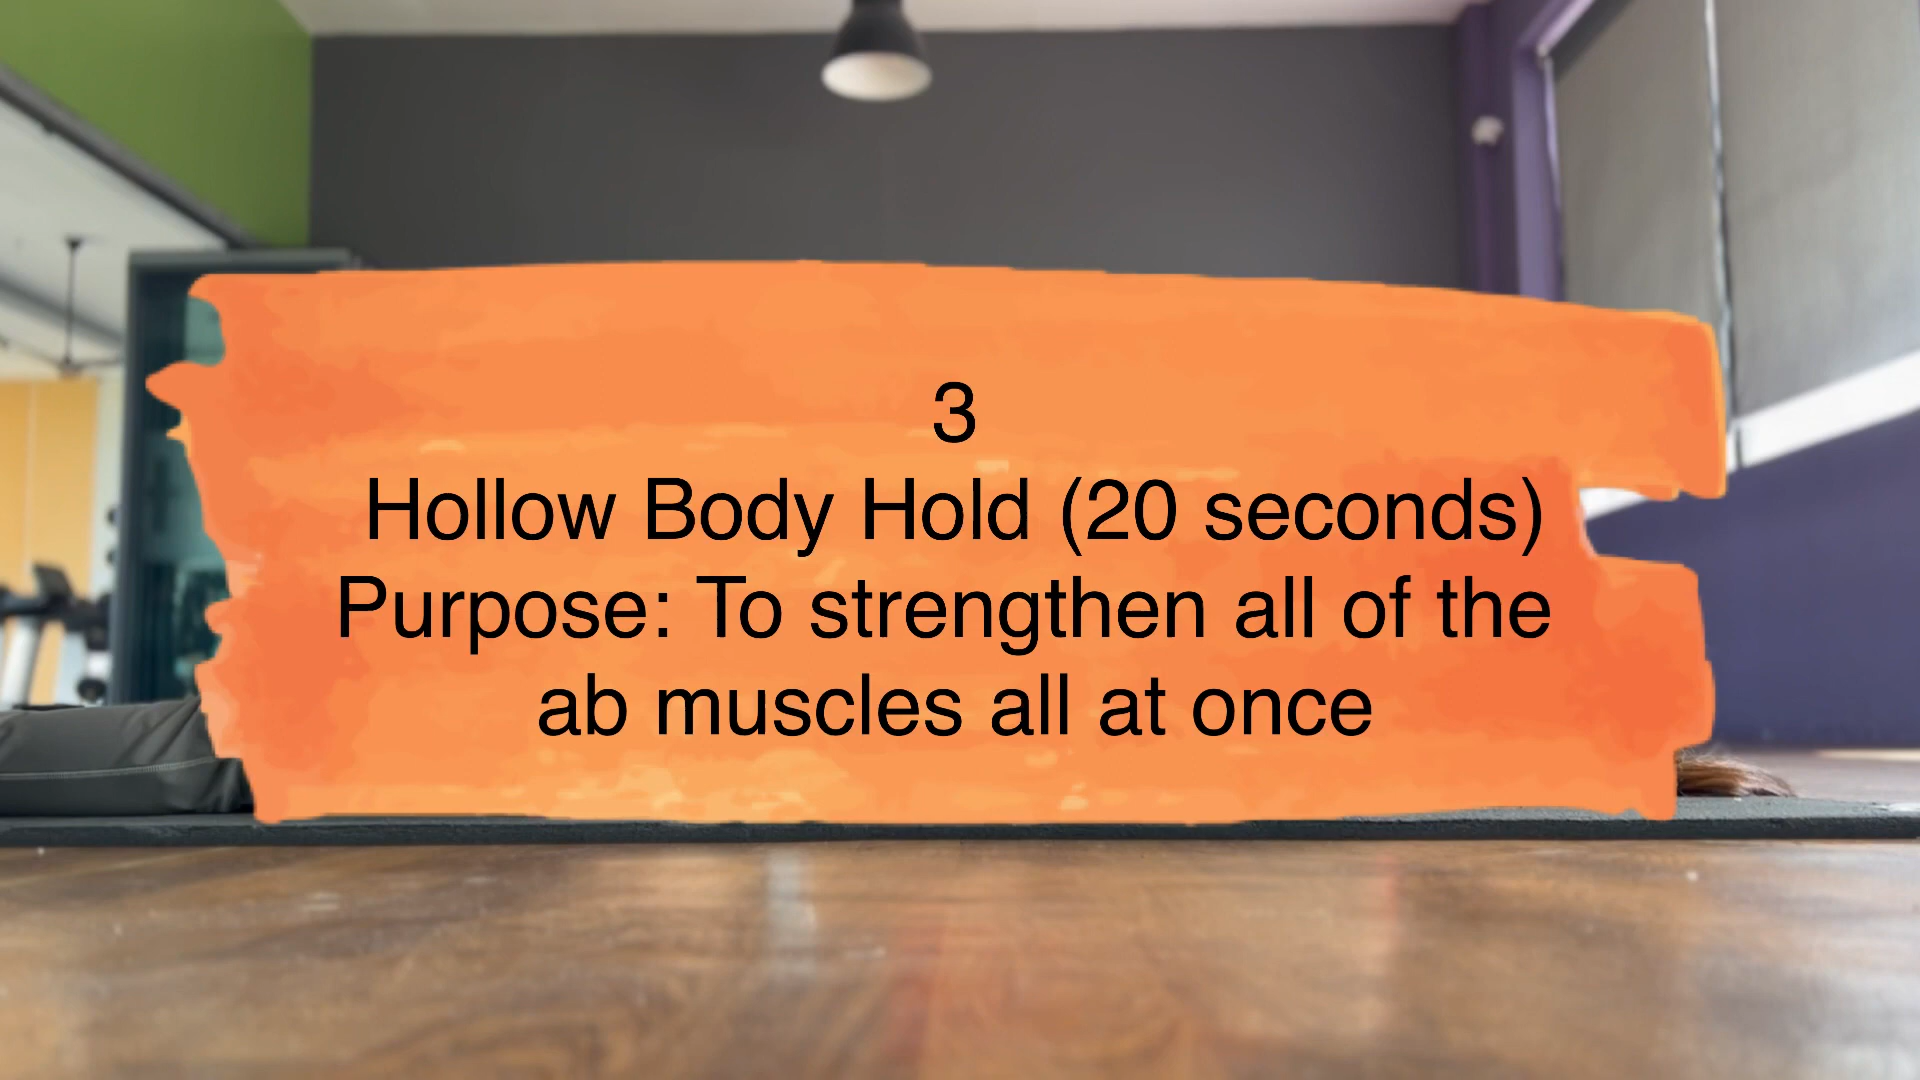 3
Hollow Body Hold (20 seconds)
Purpose: To strengthen all of the
ab muscles all at once